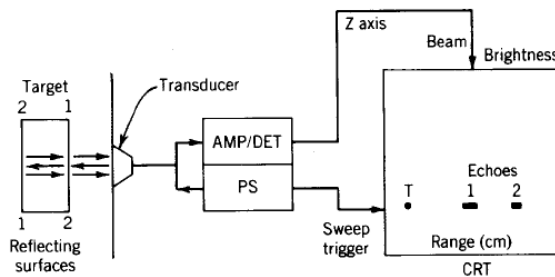 Z axis
Beam
Brightness
Target
2 1
Transducer
AMP/DET
PS
1 2
Reflecting
surfaces
Sweep
trigger
Echoes
T 1 2
Range (cm)
CRT